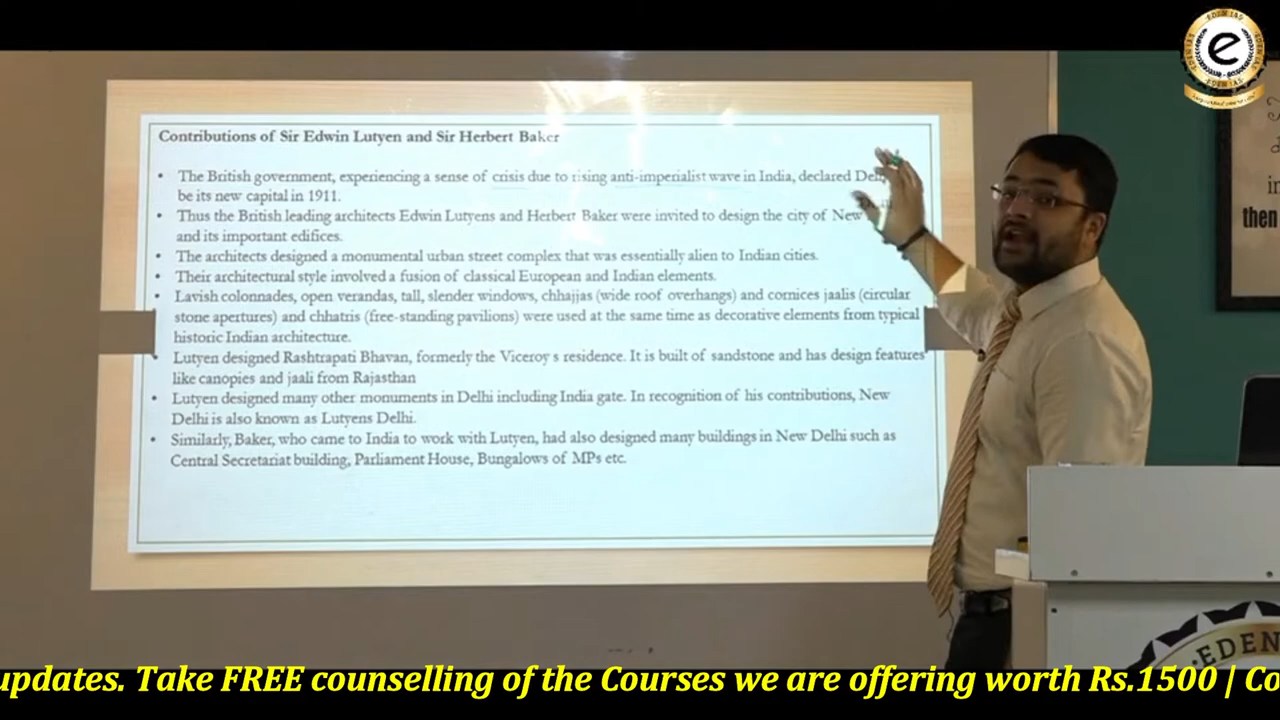 Contributions of Sir Edwin Lutyen and Sir Herbert Baker
• The British government, experiencing a sense of crisis due to rising anti-imperialist wave in India, declared
be its new capital in 1911.
• Thus the British leading architects Edwin Lutyens and Herbert Baker were invited to design the city of New
and its important edifices.
• The architects designed a monumental urban street complex that was essentially alien to Indian cities.
• Their architectural style involved a fusion of classical European and Indian elements.
• Lavish colonnades, open verandas, tall, slender windows, chhajjas (wide roof overhangs) and cornices jaalis (circular
stone apertures) and chhatris (free-standing pavilions) were used at the same time as decorative elements from typical
historic Indian architecture.
• Lutyen designed Rashtrapati Bhavan, formerly the Viceroy s residence. It is built of sandstone and has design features
like canopies and jaali from Rajasthan
• Lutyen designed many other monuments in Delhi including India gate. In recognition of his contributions, New
Delhi is also known as Lutyens Delhi.
• Similarly, Baker, who came to India to work with Lutyen, had also designed many buildings in New Delhi such as
Central Secretariat building, Parliament House, Bungalows of MPs etc.
EDEN IAS
e
in
then
EDEN
updates. Take FREE counselling of the Courses we are offering worth Rs.1500 | Co